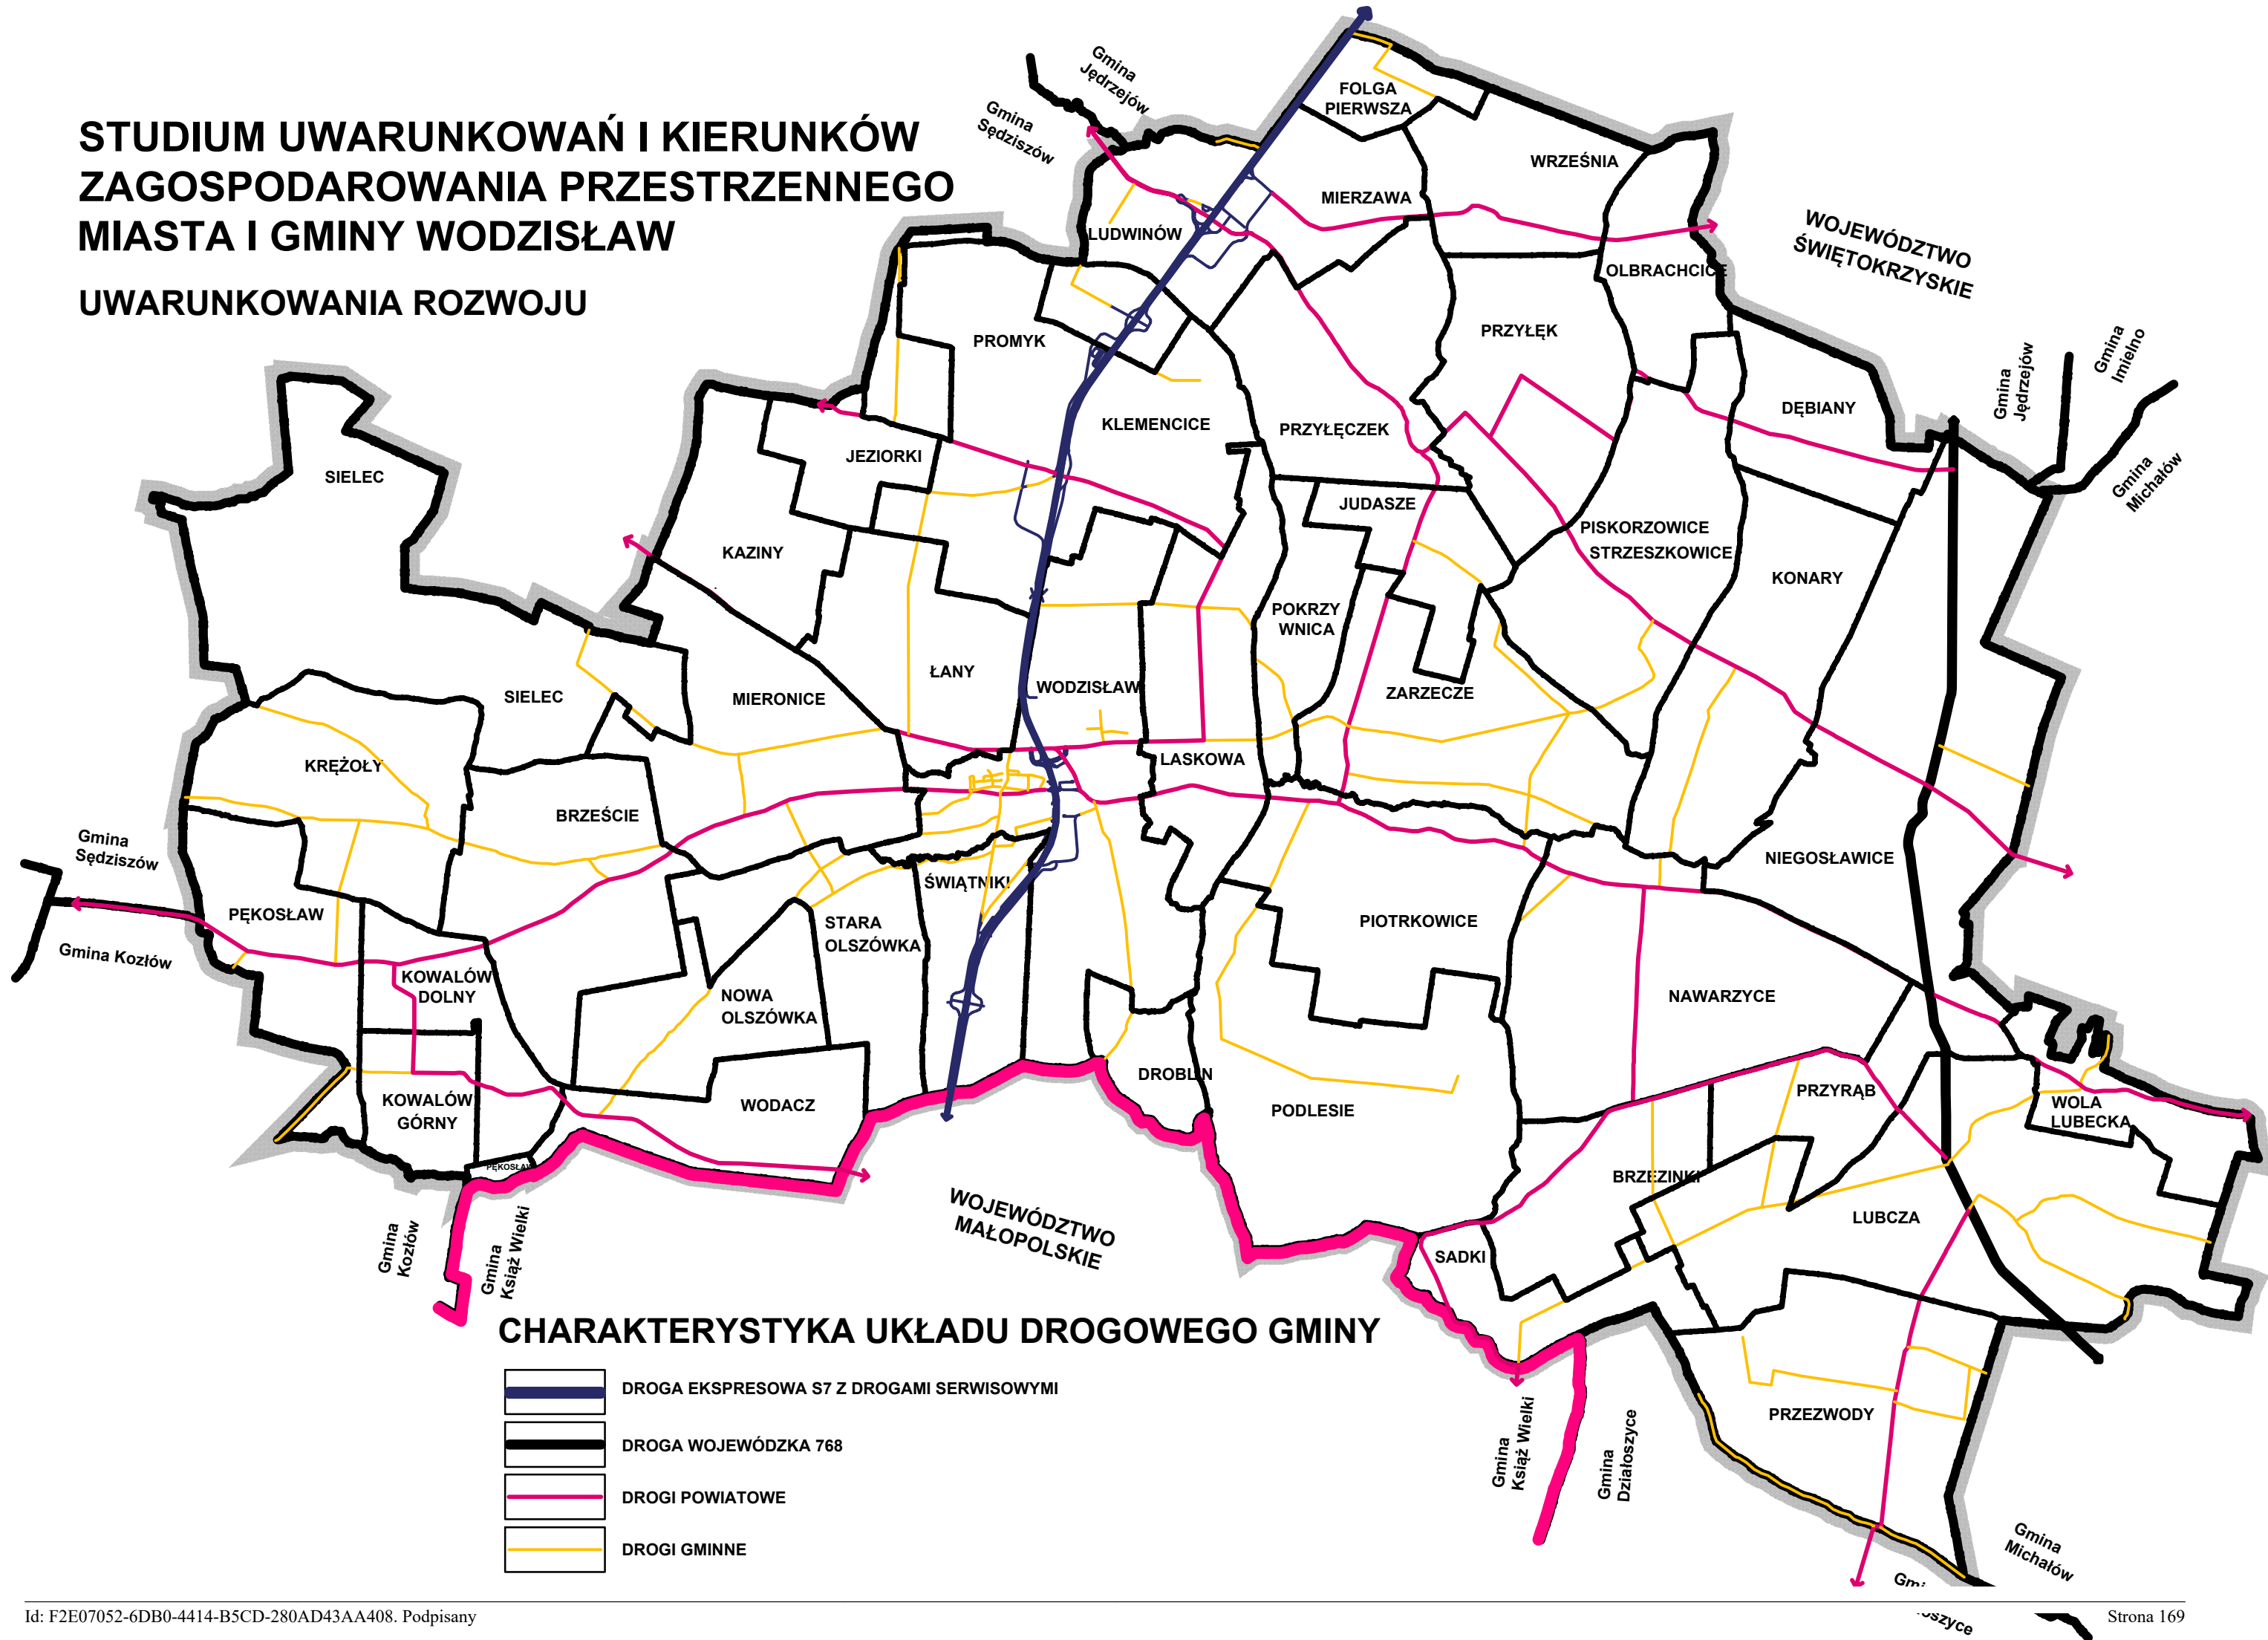 STUDIUM UWARUNKOWAŃ I KIERUNKÓW
ZAGOSPODAROWANIA PRZESTRZENNEGO
MIASTA I GMINY WODZISŁAW
UWARUNKOWANIA ROZWOJU
Gmina
Jędrzejów
Gmina
Sędziszów
FOLGA
PIERWSZA
WRZEŚNIA
MIERZAWA
LUDWINÓW
WOJEWÓDZTWO
ŚWIĘTOKRZYSKIE
OLBRACHCICE
PROMYK
PRZYŁĘK
Gmina
Jędrzejów
Gmina
Imielno
Gmina
Michałów
DĘBIANY
KLEMENCICE
PRZYŁĘCZEK
JEZIORKI
SIELEC
JUDASZE
PISKORZOWICE
STRZESZKOWICE
KAZINY
KONARY
POKRZY
WNICA
ŁANY
WODZISŁAW
ZARZECZE
SIELEC
MIERONICE
KRĘŻOŁY
LASKOWA
BRZEŚCIE
Gmina
Sędziszów
NIEGOSŁAWICE
ŚWIĄTNIKI
PĘKOSŁAW
STARA
OLSZÓWKA
PIOTRKOWICE
Gmina Kozłów
KOWALÓW
DOLNY
NOWA
OLSZÓWKA
NAWARZYCE
DROBLIN
PRZYRĄB
KOWALÓW
GÓRNY
WODACZ
PODLESIE
WOLA
LUBECKA
PĘKOSŁAW
BRZEZINKI
WOJEWÓDZTWO
MAŁOPOLSKIE
LUBCZA
Gmina
Kozłów
Gmina
Książ Wielki
SADKI
CHARAKTERYSTYKA UKŁADU DROGOWEGO GMINY
DROGA EKSPRESOWA S7 Z DROGAMI SERWISOWYMI
DROGA WOJEWÓDZKA 768
DROGI POWIATOWE
DROGI GMINNE
PRZEZWODY
Gmina
Książ Wielki
Gmina
Działoszyce
Gmina
Michałów
Id: F2E07052-6DB0-4414-B5CD-280AD43AA408. Podpisany
Strona 169